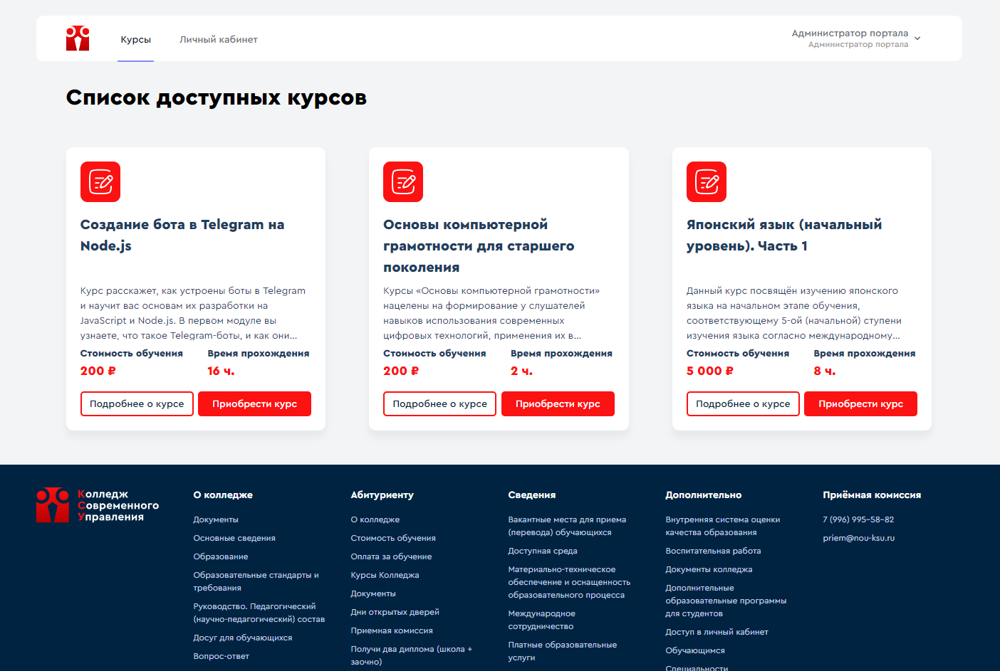 Курсы
Личный кабинет
Администратор портала
Администратор портала
Список доступных курсов
Создание бота в Telegram на
Node.js
Курс расскажет, как устроены боты в Telegram
и научит вас основам их разработки на
JavaScript и Node.js. В первом модуле вы
узнаете, что такое Telegram-боты, и как они...
Стоимость обучения
Время прохождения
200 ₽
16 ч.
Подробнее о курсе
Приобрести курс
Основы компьютерной
грамотности для старшего
поколения
Курсы «Основы компьютерной грамотности»
нацелены на формирование у слушателей
навыков использования современных
цифровых технологий, применения их в...
Стоимость обучения
Время прохождения
200 ₽
2 ч.
Подробнее о курсе
Приобрести курс
Японский язык (начальный
уровень). Часть 1
Данный курс посвящён изучению японского
языка на начальном этапе обучения,
соответствующему 5-ой (начальной) ступени
изучения языка согласно международному...
Стоимость обучения
Время прохождения
5 000 ₽
8 ч.
Подробнее о курсе
Приобрести курс
Колледж
Современного
Управления
О колледже
Документы
Основные сведения
Образование
Образовательные стандарты и
требования
Руководство. Педагогический
(научно-педагогический) состав
Досуг для обучающихся
Вопрос-ответ
Абитуриенту
О колледже
Стоимость обучения
Оплата за обучение
Курсы Колледжа
Документы
Дни открытых дверей
Приемная комиссия
Получи два диплома (школа +
заочно)
Сведения
Вакантные места для приема
(перевода) обучающихся
Доступная среда
Материально-техническое
обеспечение и оснащенность
образовательного процесса
Международное
сотрудничество
Платные образовательные
услуги
Дополнительно
Внутренняя система оценки
качества образования
Воспитательная работа
Документы колледжа
Дополнительные
образовательные программы
для студентов
Доступ в личный кабинет
Обучающимся
Специальности
Приёмная комиссия
7 (996) 995-58-82
priem@nou-ksu.ru